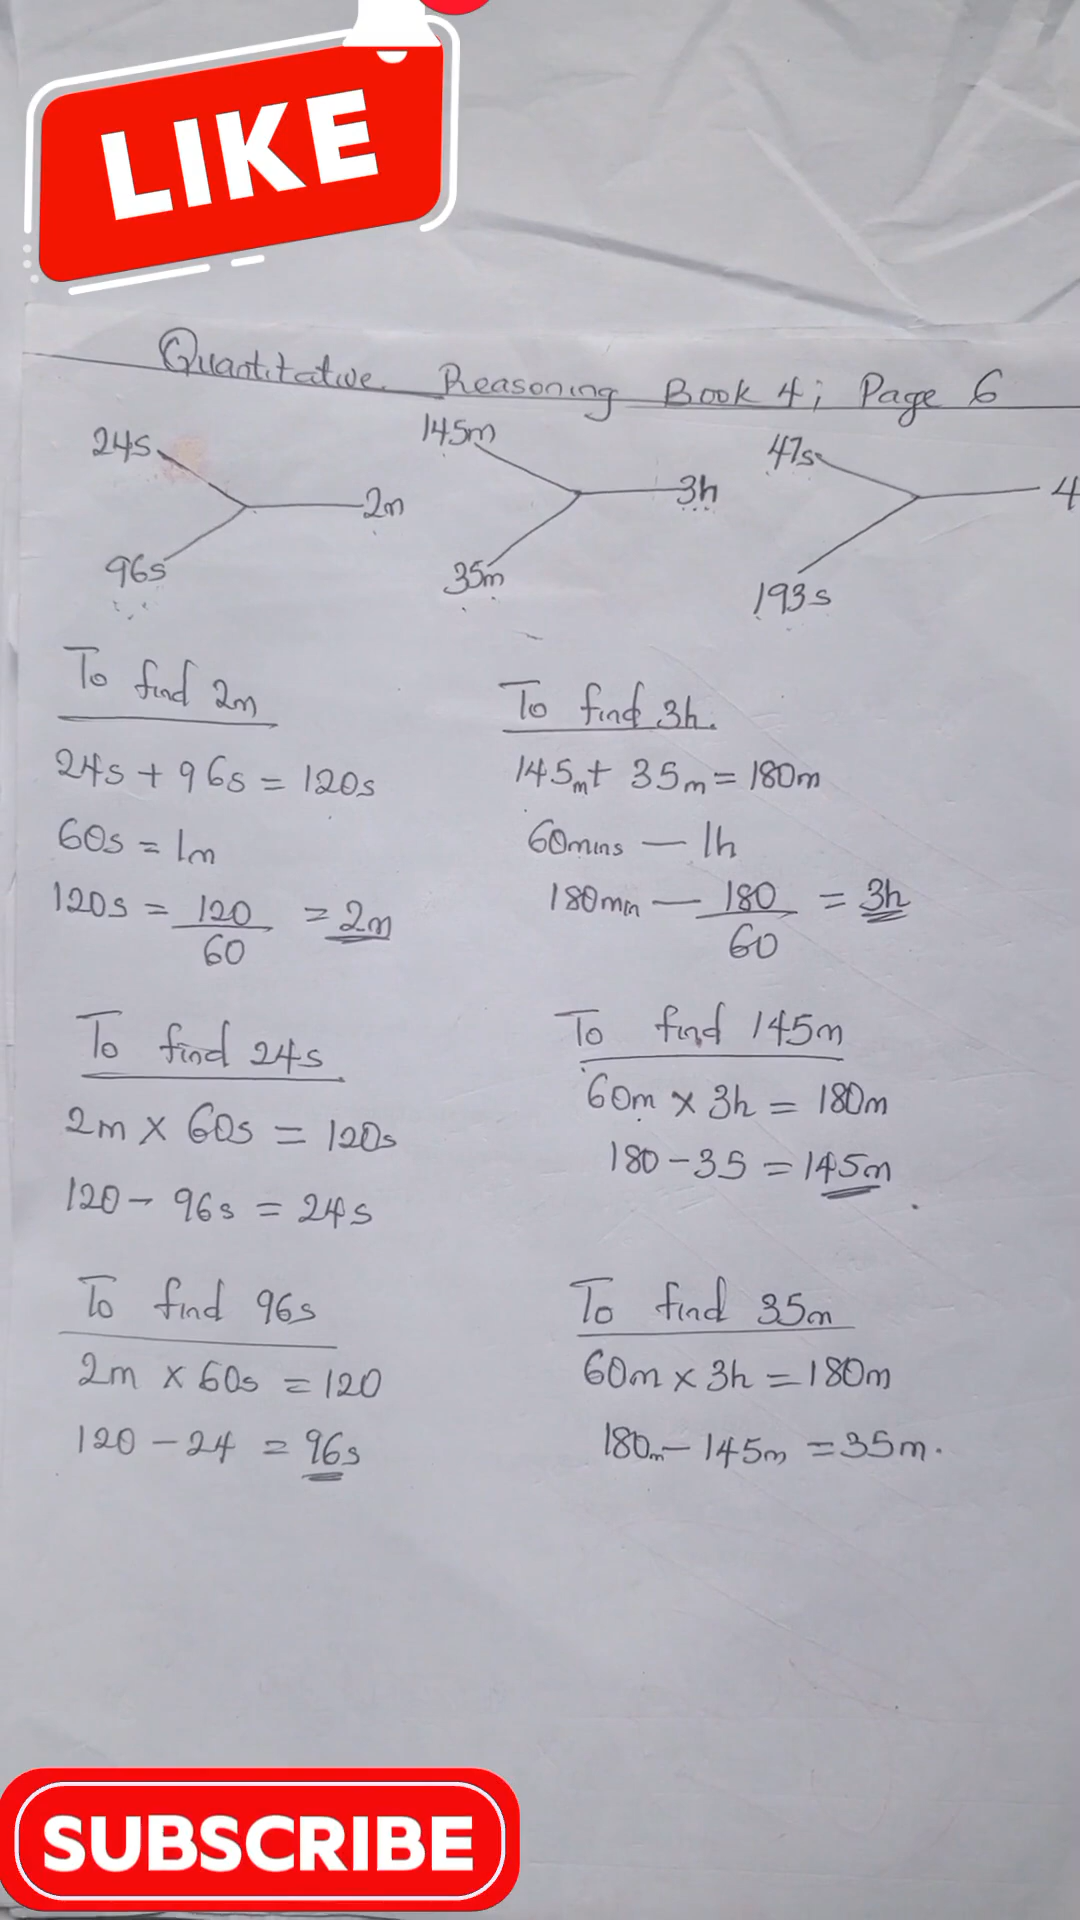 LIKE
Quantitative Reasoning Book 4; Page 6
24s 2m 96s
145m 3h 35m
47s 4 193s
To find 2m
24s + 96s = 120s
60s = 1m
120s = 120/60 = 2m
To find 3h.
145m + 35m = 180m
60mins — 1h
180min — 180/60 = 3h
To find 24s
2m x 60s = 120s
120 - 96s = 24s
To find 145m
60m x 3h = 180m
180 - 35 = 145m
To find 96s
2m x 60s = 120
120 - 24 = 96s
To find 35m
60m x 3h = 180m
180m - 145m = 35m.
SUBSCRIBE